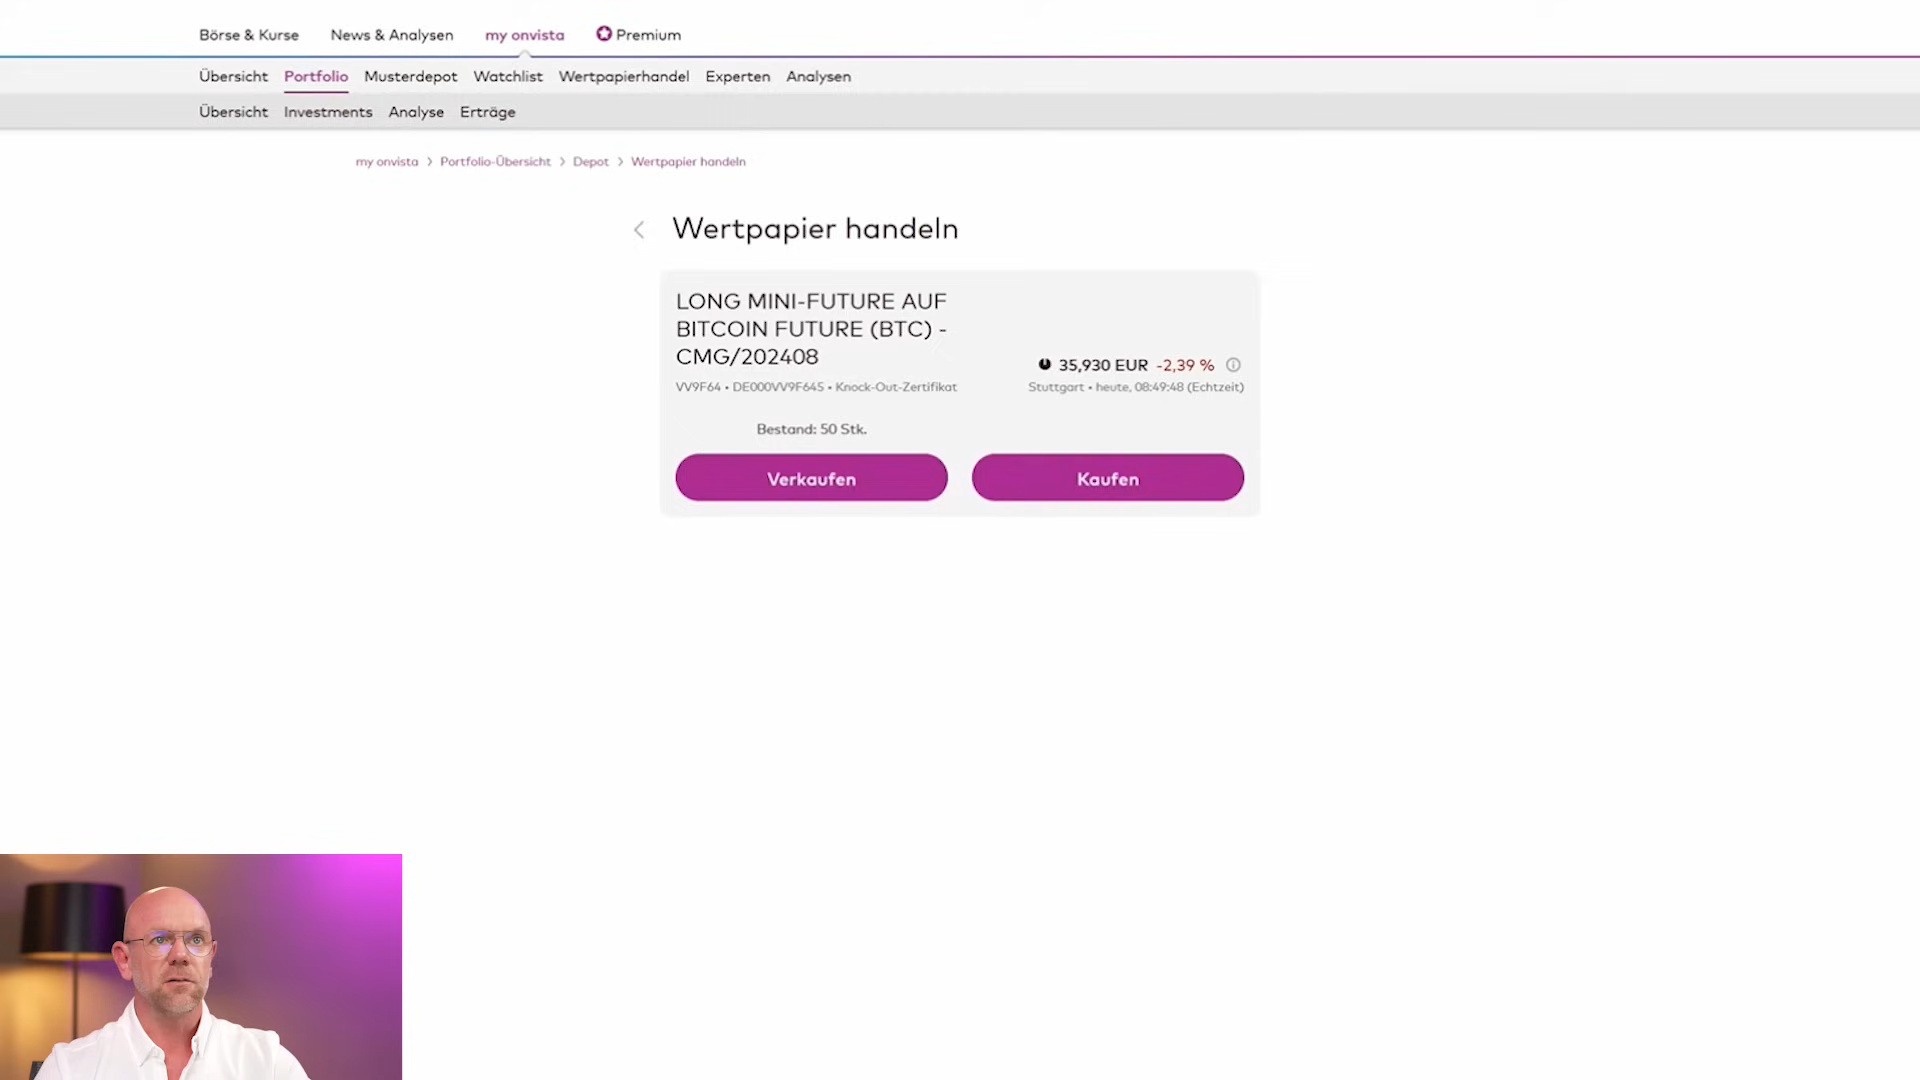 Börse & Kurse News & Analysen my onvista Premium
Übersicht Portfolio Musterdepot Watchlist Wertpapierhandel Experten Analysen
Übersicht Investments Analyse Erträge
my onvista > Portfolio-Übersicht > Depot > Wertpapier handeln
Wertpapier handeln
LONG MINI-FUTURE AUF
BITCOIN FUTURE (BTC) -
CMG/202408
35,930 EUR -2,39 %
VV9F64 • DE000VV9F645 • Knock-Out-Zertifikat
Stuttgart • heute, 08:49:48 (Echtzeit)
Bestand: 50 Stk.
Verkaufen Kaufen